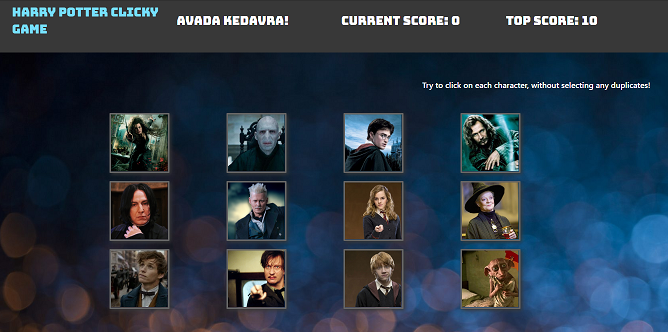 HARRY POTTER CLICKY
GAME
AVADA KEDAVRA!
CURRENT SCORE: 0
TOP SCORE: 10
Try to click on each character, without selecting any duplicates!